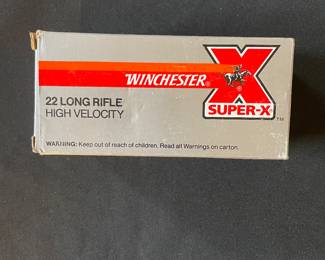 WINCHESTER®
X
22 LONG RIFLE
HIGH VELOCITY
SUPER-X
TM
WARNING: Keep out of reach of children. Read all Warnings on carton.